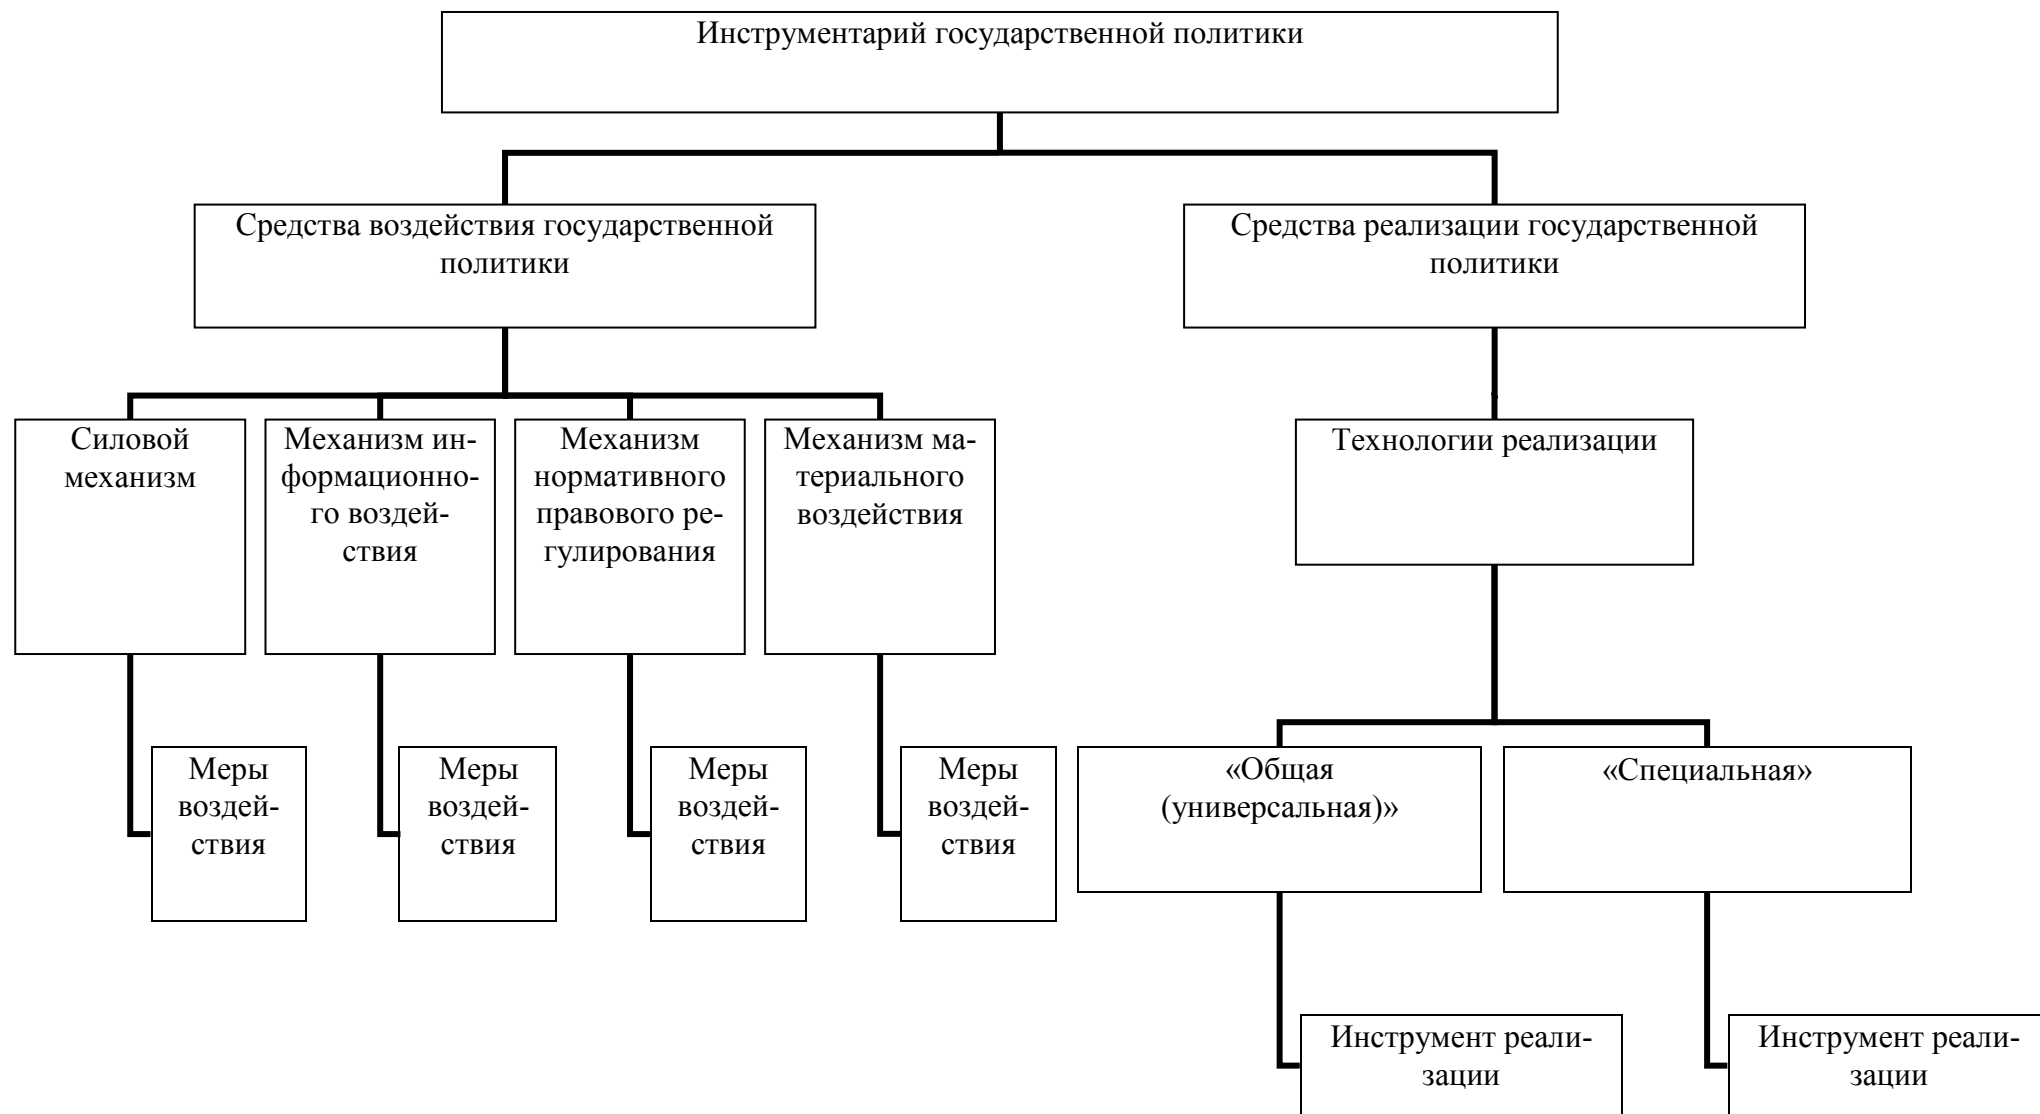 Инструментарий государственной политики
Средства воздействия государственной
политики
Средства реализации государственной
политики
Силовой
механизм
Механизм ин-
формационно-
го воздей-
ствия
Механизм
нормативного
правового ре-
гулирования
Механизм ма-
териального
воздействия
Технологии реализации
Меры
воздей-
ствия
Меры
воздей-
ствия
Меры
воздей-
ствия
Меры
воздей-
ствия
«Общая
(универсальная)»
«Специальная»
Инструмент реали-
зации
Инструмент реали-
зации